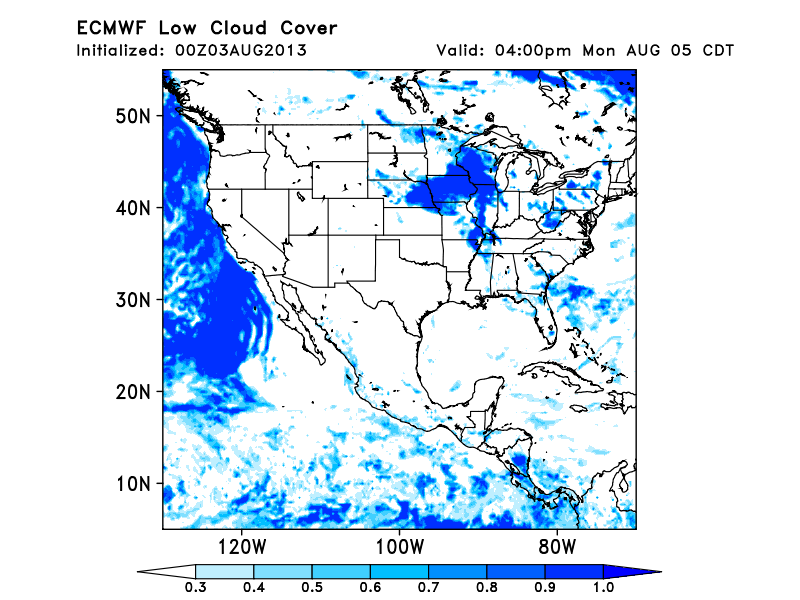 ECMWF Low Cloud Cover
Initialized: 00Z03AUG2013 Valid: 04:00pm Mon AUG 05 CDT
50N
40N
30N
20N
10N
120W 100W 80W
0.3 0.4 0.5 0.6 0.7 0.8 0.9 1.0